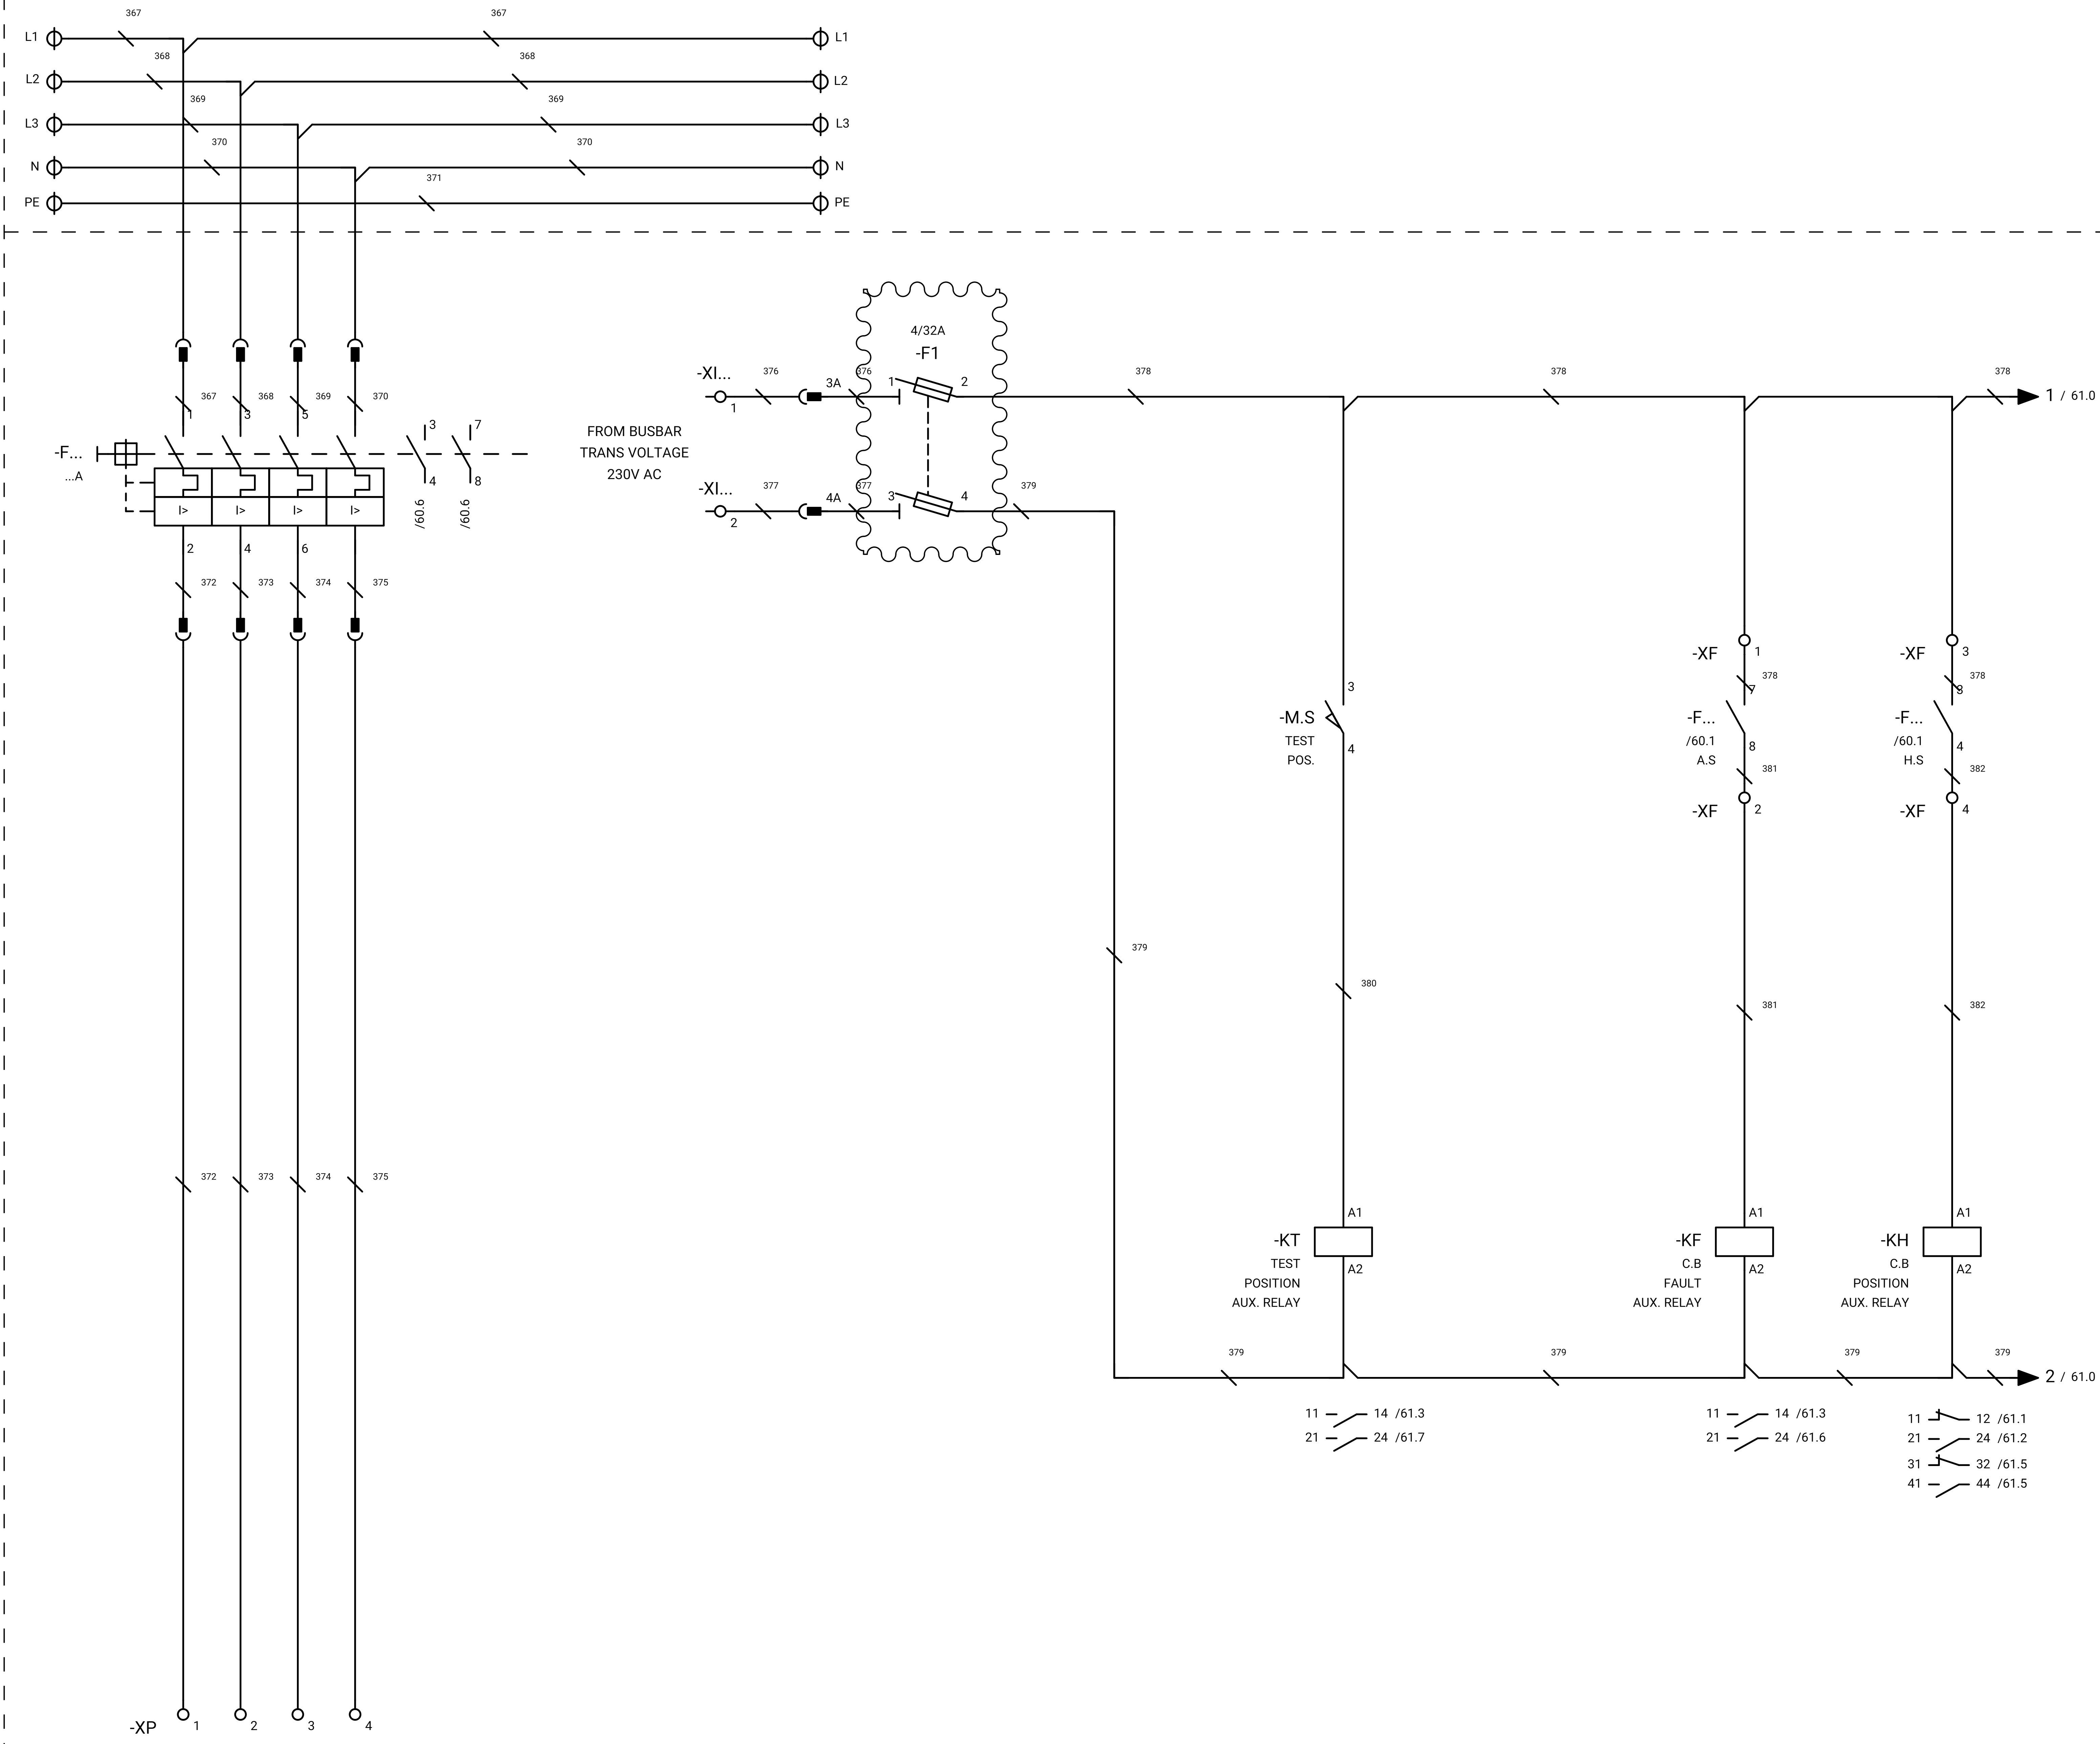 367 367
L1 L1
368 368
L2 L2
369 369
L3 L3
370 370
N N
371
PE PE
4/32A
-F1
-XI... 376 3A 376 1 2 378 378 378
1
1 / 61.0
367 368 369 370
1 3 5
3 7
-F...
...A
4 8
/60.6 /60.6
I> I> I> I>
FROM BUSBAR
TRANS VOLTAGE
230V AC
-XI... 377 4A 377 3 4 379
2
2 4 6
372 373 374 375
-XF 1 -XF 3
378 378
3 7 3
-M.S -F... -F...
TEST /60.1 /60.1
POS. A.S H.S
4 8 4
381 382
-XF 2 -XF 4
379
380 381 382
372 373 374 375
A1 A1 A1
-KT -KF -KH
TEST C.B C.B
A2 A2 A2
POSITION FAULT POSITION
AUX. RELAY AUX. RELAY AUX. RELAY
379 379 379 379
2 / 61.0
11 14 /61.3 11 14 /61.3 11 12 /61.1
21 24 /61.7 21 24 /61.6 21 24 /61.2
31 32 /61.5
41 44 /61.5
-XP 1 2 3 4